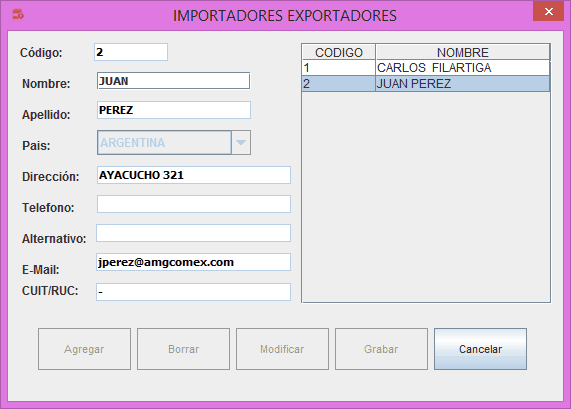 IMPORTADORES EXPORTADORES
Código: 2
Nombre: JUAN
Apellido: PEREZ
Pais: ARGENTINA
Dirección: AYACUCHO 321
Telefono:
Alternativo:
E-Mail: jperez@amgcomex.com
CUIT/RUC: -
CODIGO NOMBRE
1 CARLOS FILARTIGA
2 JUAN PEREZ
Agregar Borrar Modificar Grabar Cancelar